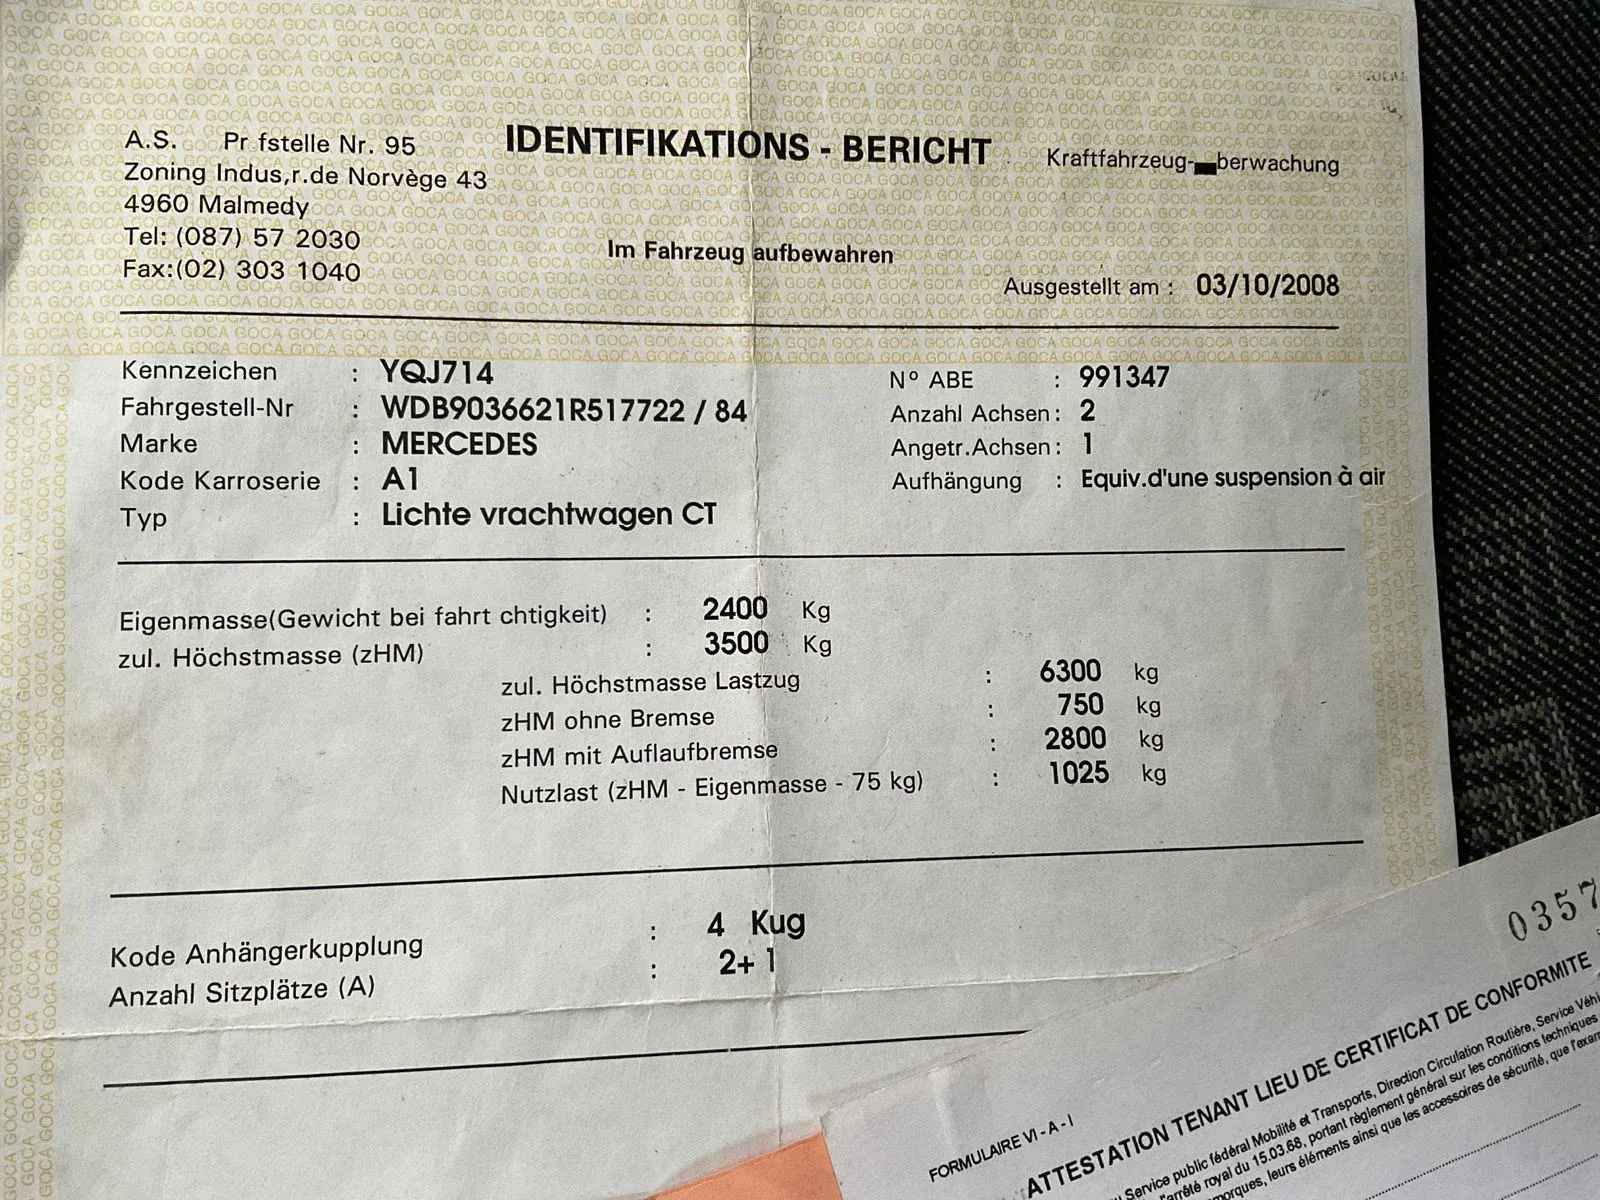 A.S. Pr fstelle Nr. 95
Zoning Indus,r.de Norvège 43
4960 Malmedy
Tel: (087) 57 2030
Fax:(02) 303 1040
IDENTIFIKATIONS - BERICHT
Im Fahrzeug aufbewahren
Kraftfahrzeug-■berwachung
Ausgestellt am : 03/10/2008
Kennzeichen : YQJ714
Fahrgestell-Nr : WDB9036621R517722 / 84
Marke : MERCEDES
Kode Karroserie : A1
Typ : Lichte vrachtwagen CT
N° ABE : 991347
Anzahl Achsen : 2
Angetr.Achsen : 1
Aufhängung : Equiv.d'une suspension à air
Eigenmasse(Gewicht bei fahrt chtigkeit) : 2400 Kg
zul. Höchstmasse (zHM) : 3500 Kg
zul. Höchstmasse Lastzug : 6300 kg
zHM ohne Bremse : 750 kg
zHM mit Auflaufbremse : 2800 kg
Nutzlast (zHM - Eigenmasse - 75 kg) : 1025 kg
Kode Anhängerkupplung : 4 Kug
Anzahl Sitzplätze (A) : 2+ 1
0357
FORMULAIRE VI - A - I
ATTESTATION TENANT LIEU DE CERTIFICAT DE CONFORMITE
Service public fédéral Mobilité et Transports, Direction Circulation Routière, Service
l'arrêté royal du 15.03.68, portant règlement général sur les conditions techniques
leurs éléments ainsi que les accessoires de sécurité, que